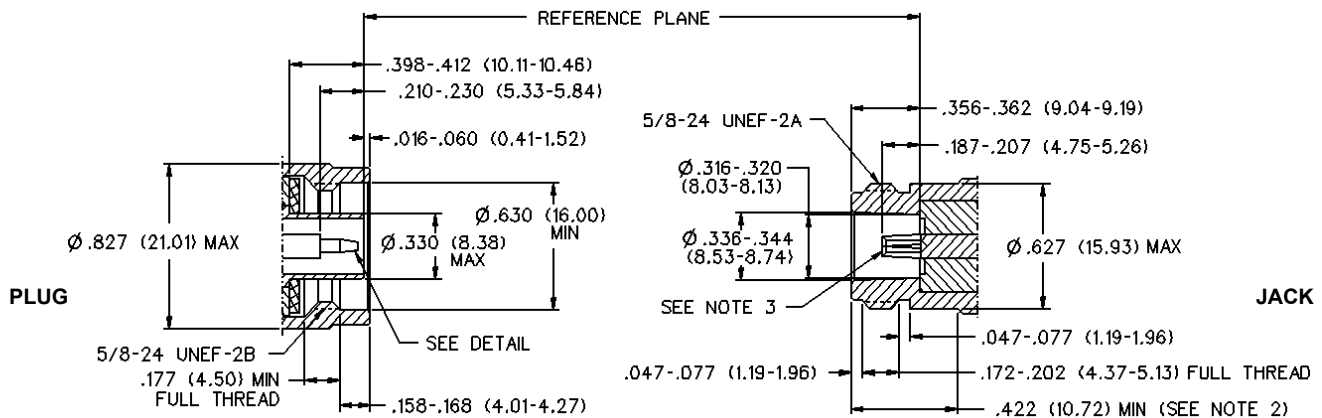 REFERENCE PLANE
.398-.412 (10.11-10.46)
.210-.230 (5.33-5.84)
.016-.060 (0.41-1.52)
Ø.630 (16.00)
MIN
Ø.827 (21.01) MAX
Ø.330 (8.38)
MAX
PLUG
SEE DETAIL
5/8-24 UNEF-2B
.177 (4.50) MIN
FULL THREAD
.158-.168 (4.01-4.27)
.356-.362 (9.04-9.19)
5/8-24 UNEF-2A
.187-.207 (4.75-5.26)
Ø.316-.320
(8.03-8.13)
Ø.336-.344
(8.53-8.74)
Ø.627 (15.93) MAX
SEE NOTE 3
JACK
.047-.077 (1.19-1.96)
.047-.077 (1.19-1.96)
.172-.202 (4.37-5.13) FULL THREAD
.422 (10.72) MIN (SEE NOTE 2)